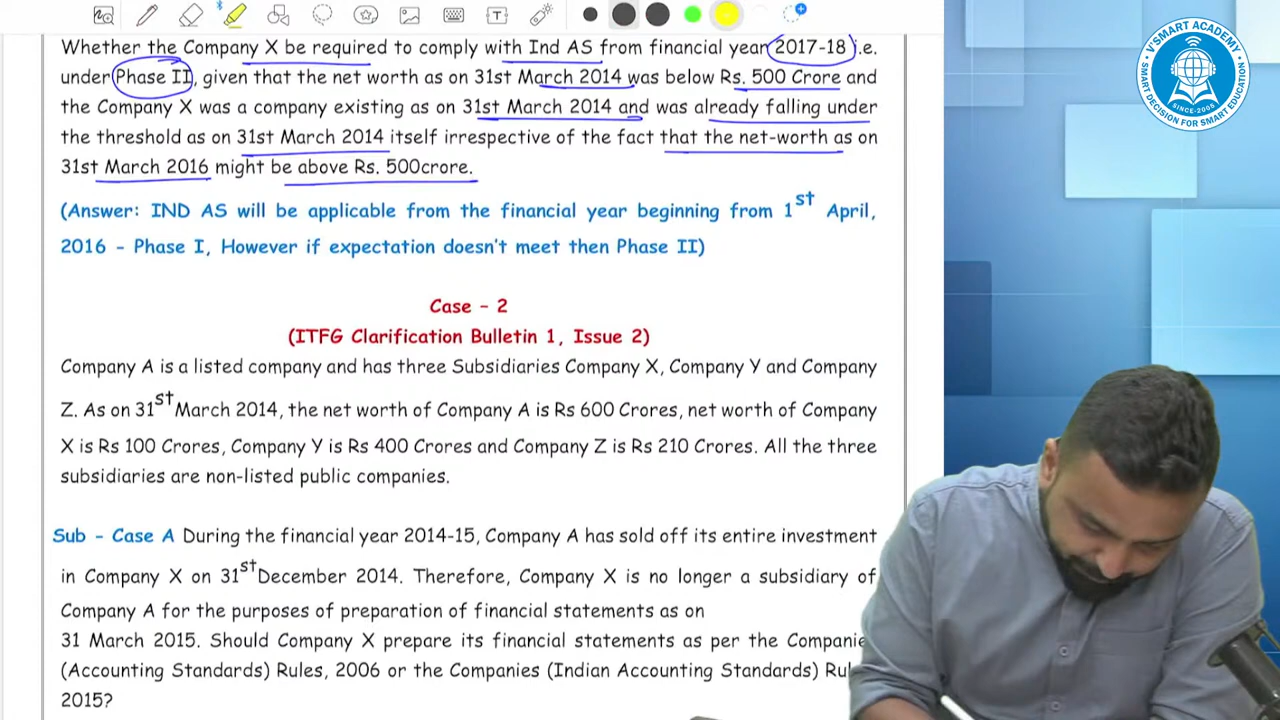 Whether the Company X be required to comply with Ind AS from financial year 2017-18 i.e.
under Phase II, given that the net worth as on 31st March 2014 was below Rs. 500 Crore and
the Company X was a company existing as on 31st March 2014 and was already falling under
the threshold as on 31st March 2014 itself irrespective of the fact that the net-worth as on
31st March 2016 might be above Rs. 500crore.
(Answer: IND AS will be applicable from the financial year beginning from 1st April,
2016 - Phase I, However if expectation doesn't meet then Phase II)
Case - 2
(ITFG Clarification Bulletin 1, Issue 2)
Company A is a listed company and has three Subsidiaries Company X, Company Y and Company
Z. As on 31st March 2014, the net worth of Company A is Rs 600 Crores, net worth of Company
X is Rs 100 Crores, Company Y is Rs 400 Crores and Company Z is Rs 210 Crores. All the three
subsidiaries are non-listed public companies.
Sub - Case A During the financial year 2014-15, Company A has sold off its entire investment
in Company X on 31st December 2014. Therefore, Company X is no longer a subsidiary of
Company A for the purposes of preparation of financial statements as on
31 March 2015. Should Company X prepare its financial statements as per the Companie
(Accounting Standards) Rules, 2006 or the Companies (Indian Accounting Standards) Rul
2015?
V'SMART ACADEMY
SMART DECISION FOR SMART EDUCATION
SINCE-2005